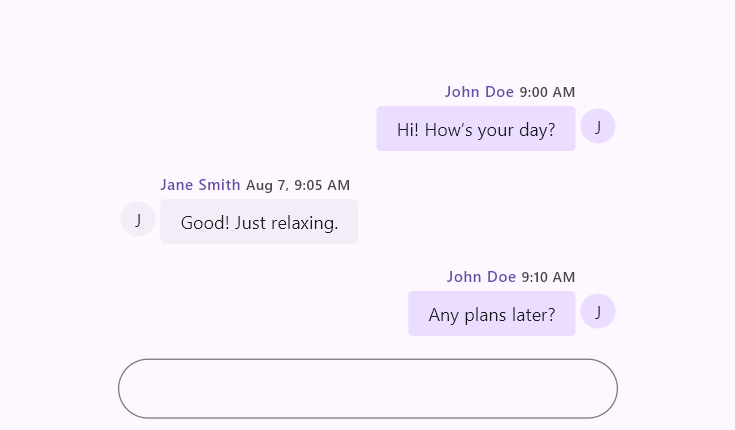 John Doe 9:00 AM
Hi! How's your day?
J
Jane Smith Aug 7, 9:05 AM
J
Good! Just relaxing.
John Doe 9:10 AM
Any plans later?
J